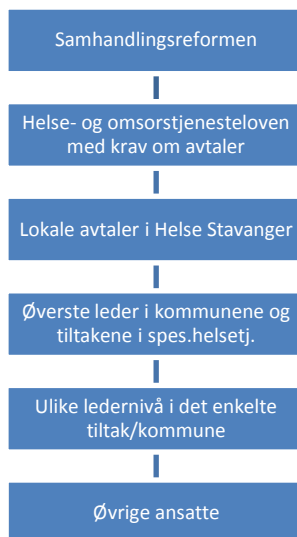 Samhandlingsreformen
Helse- og omsorstjenesteloven
med krav om avtaler
Lokale avtaler i Helse Stavanger
Øverste leder i kommunene og
tiltakene i spes.helsetj.
Ulike ledernivå i det enkelte
tiltak/kommune
Øvrige ansatte